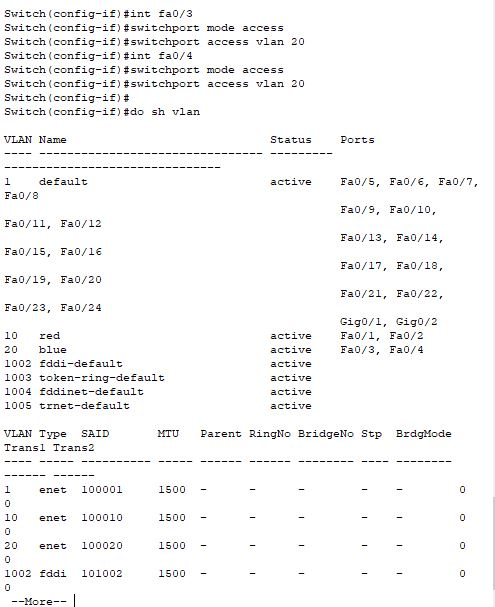 Switch(config-if)#int fa0/3
Switch(config-if)#switchport mode access
Switch(config-if)#switchport access vlan 20
Switch(config-if)#int fa0/4
Switch(config-if)#switchport mode access
Switch(config-if)#switchport access vlan 20
Switch(config-if)#
Switch(config-if)#do sh vlan
VLAN Name                             Status    Ports
---- -------------------------------- ---------
-------------------------------
1    default                          active    Fa0/5, Fa0/6, Fa0/7,
Fa0/8
                                                Fa0/9, Fa0/10,
Fa0/11, Fa0/12
                                                Fa0/13, Fa0/14,
Fa0/15, Fa0/16
                                                Fa0/17, Fa0/18,
Fa0/19, Fa0/20
                                                Fa0/21, Fa0/22,
Fa0/23, Fa0/24
                                                Gig0/1, Gig0/2
10   red                              active    Fa0/1, Fa0/2
20   blue                             active    Fa0/3, Fa0/4
1002 fddi-default                     active
1003 token-ring-default               active
1004 fddinet-default                  active
1005 trnet-default                    active
VLAN Type  SAID       MTU   Parent RingNo BridgeNo Stp  BrdgMode
Trans1 Trans2
---- ----- ---------- ----- ------ ------ -------- ---- --------
------ ------
1    enet  100001     1500  -      -      -        -    -        0
0
10   enet  100010     1500  -      -      -        -    -        0
0
20   enet  100020     1500  -      -      -        -    -        0
0
1002 fddi  101002     1500  -      -      -        -    -        0
0
 --More--